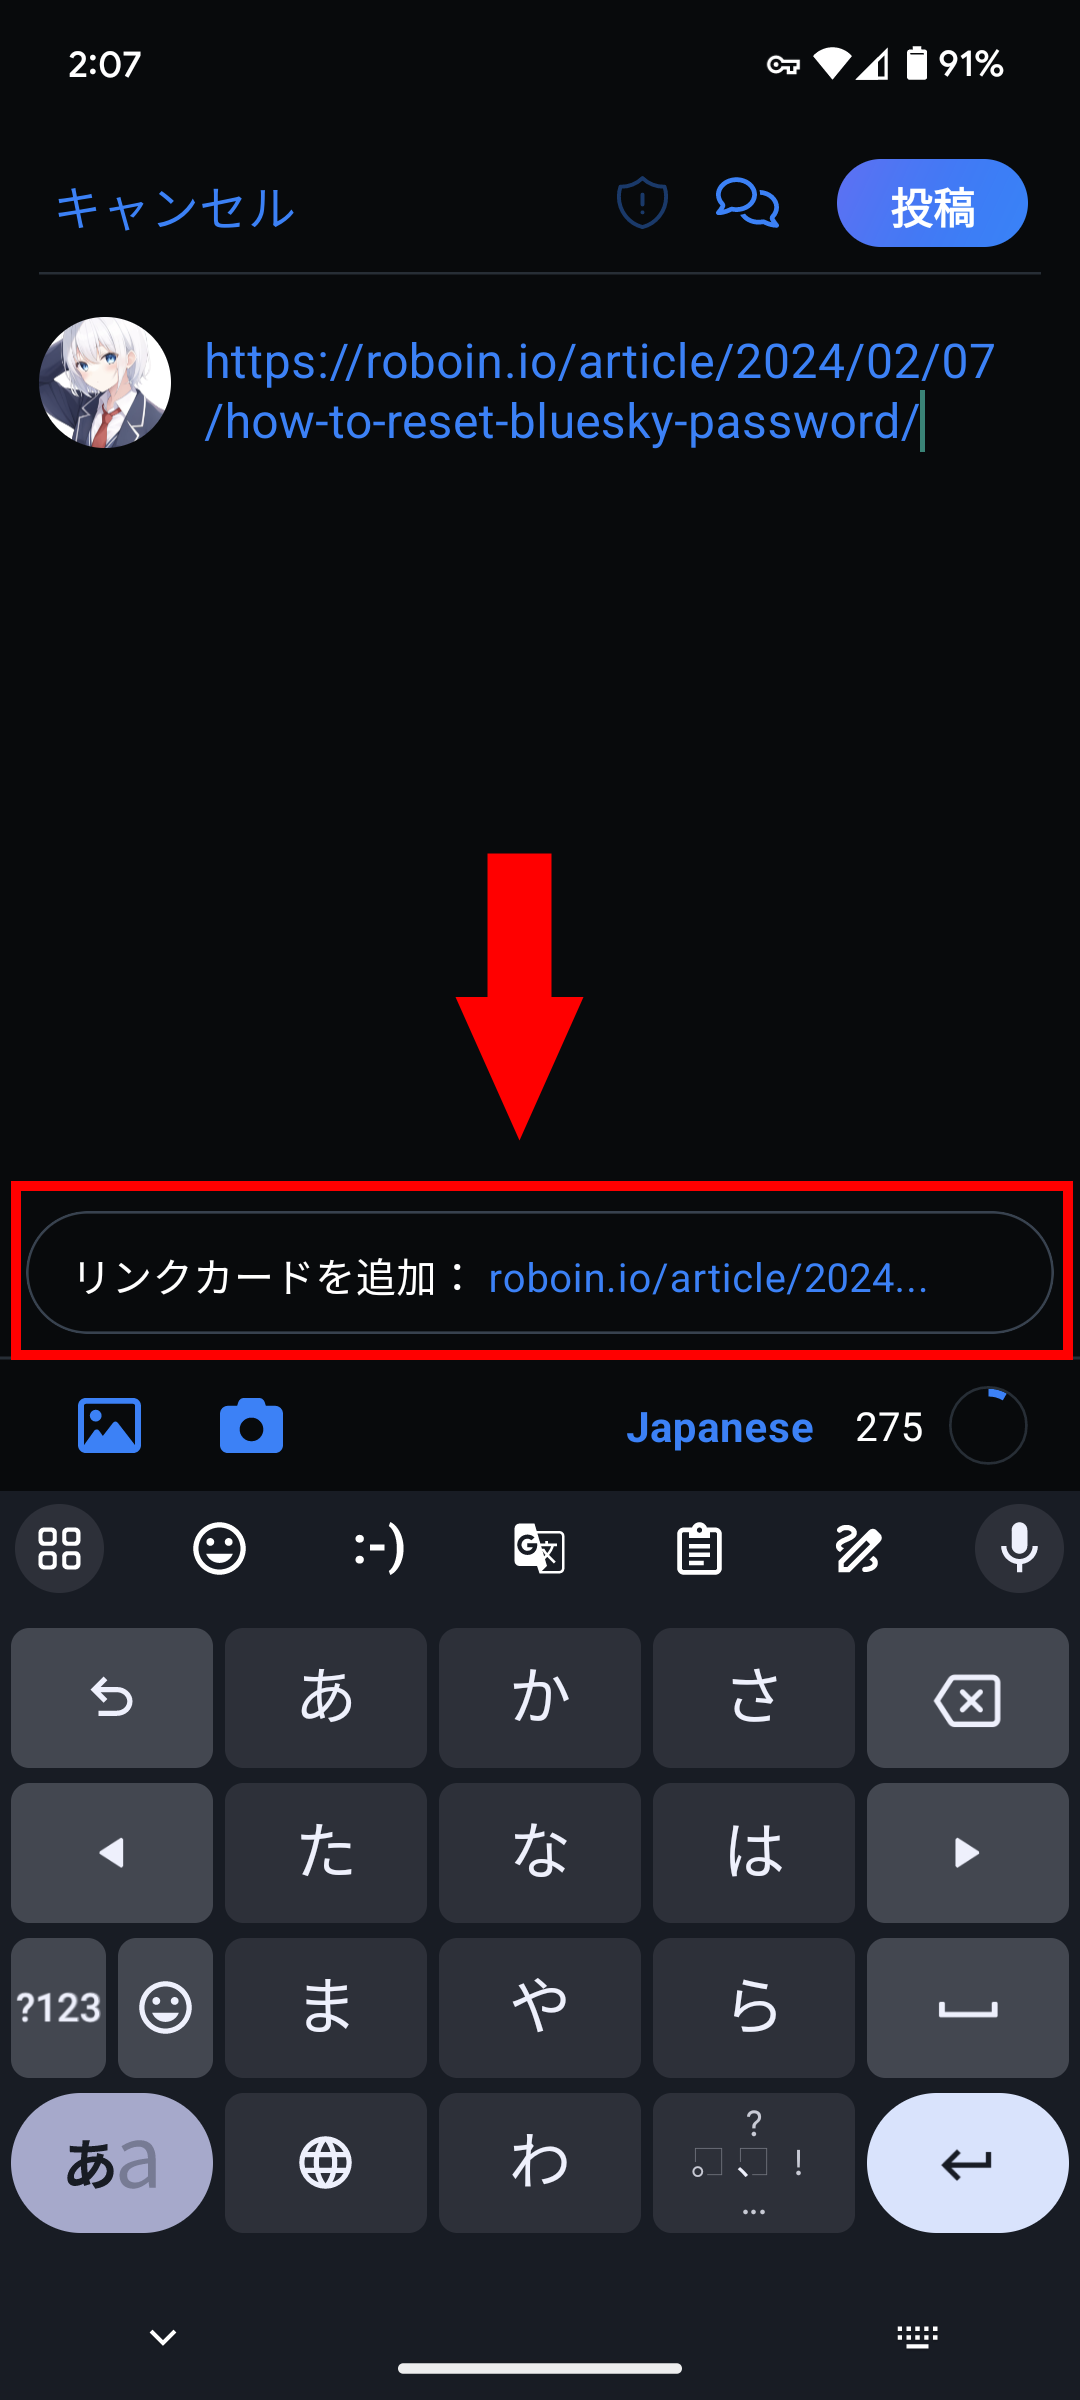 2:07
91%
キャンセル
投稿
https://roboin.io/article/2024/02/07
/how-to-reset-bluesky-password/
リンクカードを追加： roboin.io/article/2024...
Japanese 275
:-)
G 文
あ か さ
た な は
?123 ま や ら
あa わ 。、?!…